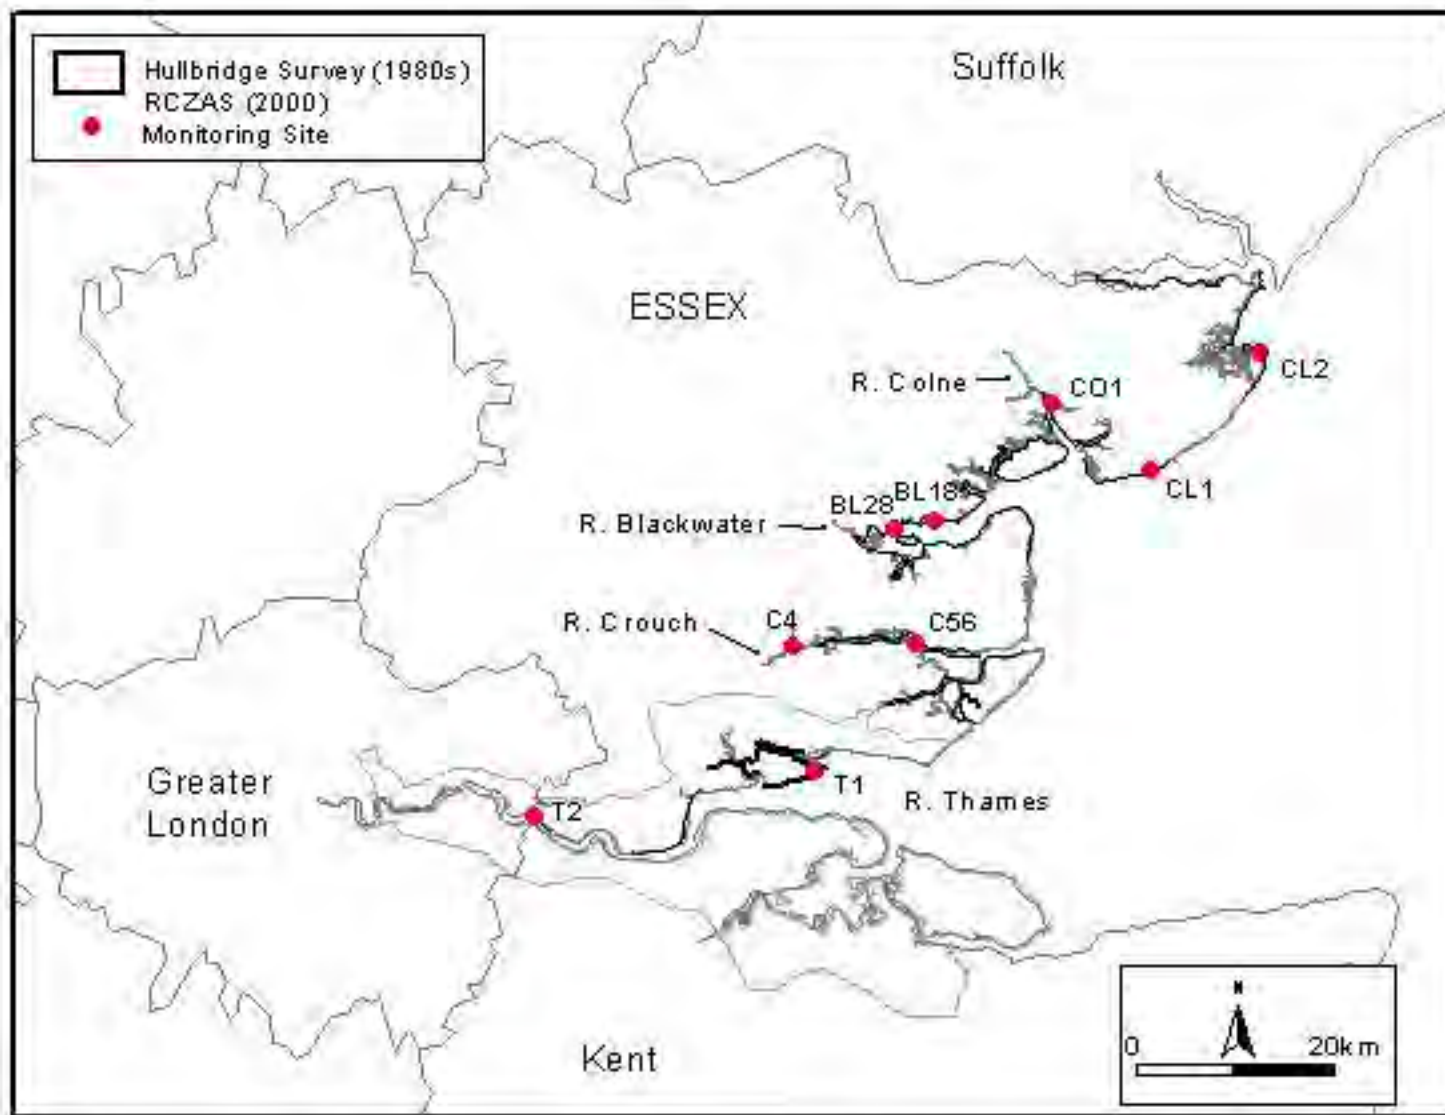 Hullbridge Survey (1980s)
RCZAS (2000)
Monitoring Site
Suffolk
ESSEX
R. Colne
CO1
CL2
CL1
BL28
BL18
R. Blackwater
R. Crouch
C4
C56
Greater
London
T2
T1
R. Thames
Kent
N
0
20km